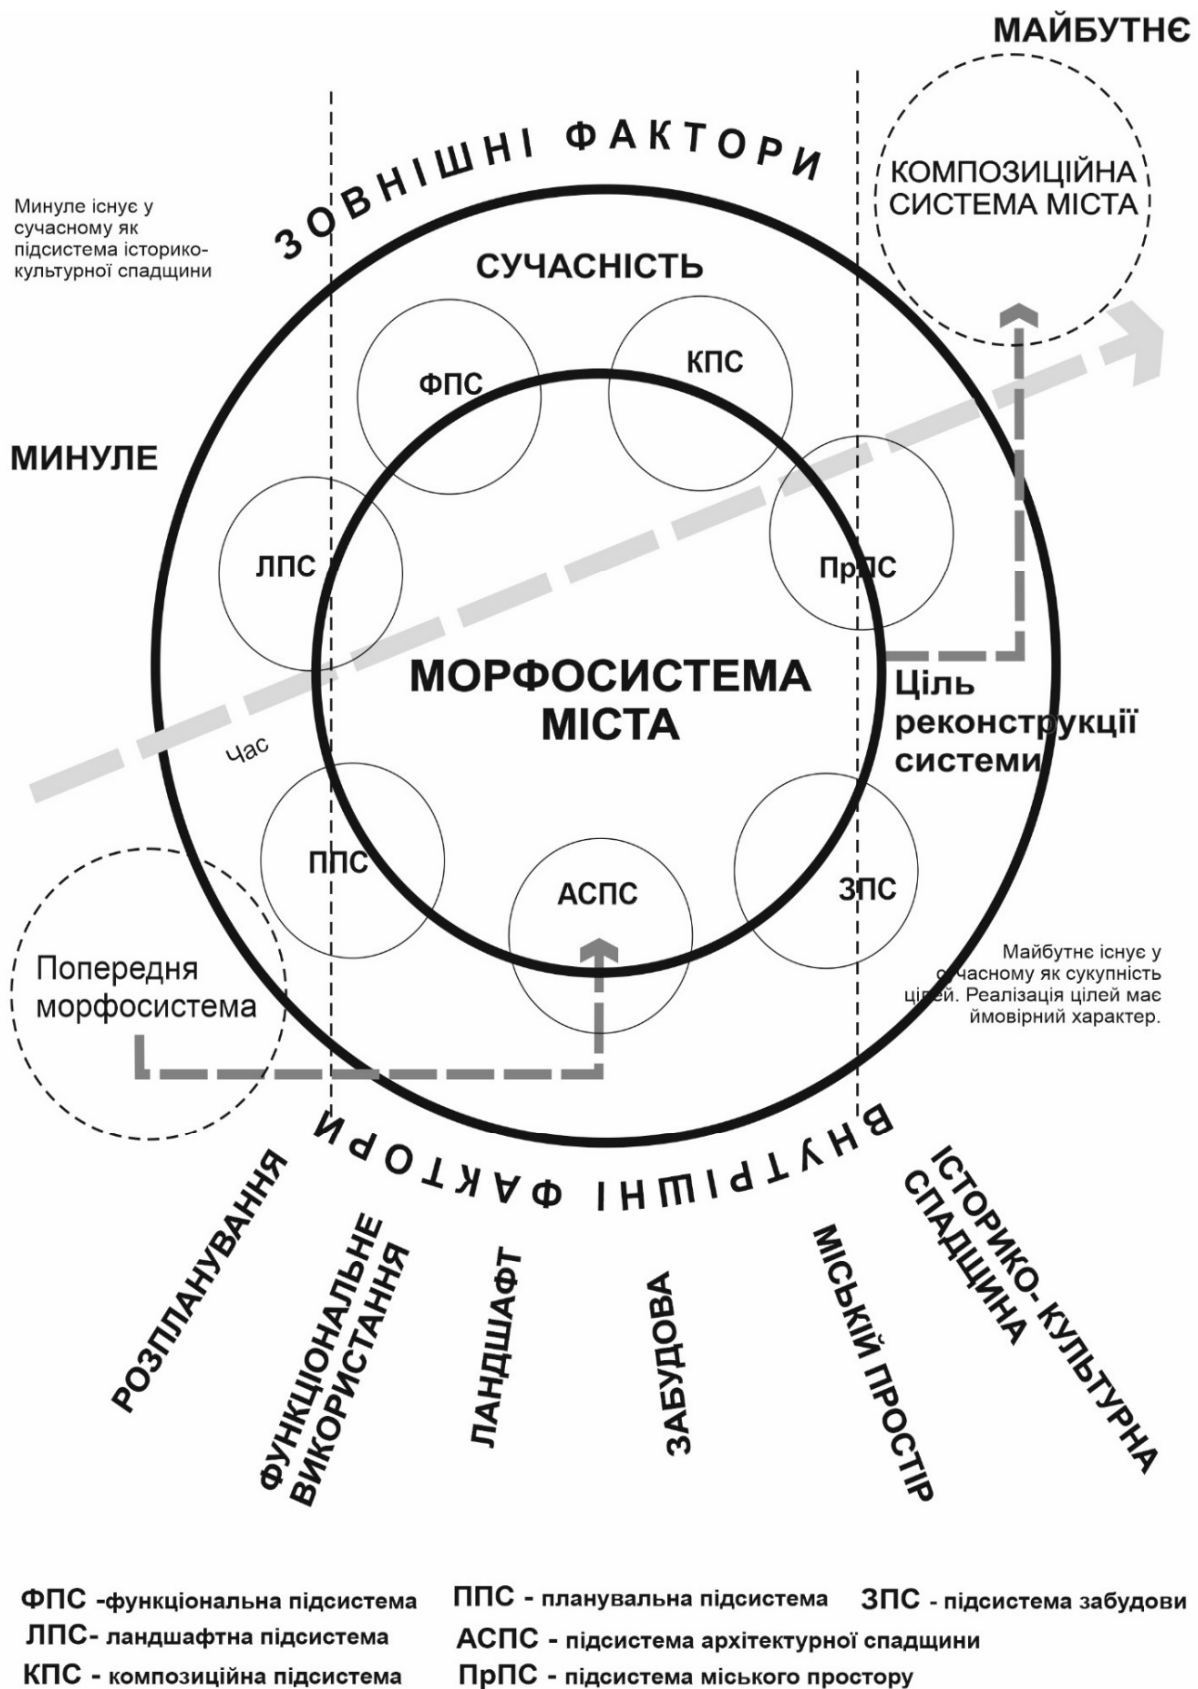 МАЙБУТНЄ
ЗОВНІШНІ ФАКТОРИ
КОМПОЗИЦІЙНА
СИСТЕМА МІСТА
Минуле існує у
сучасному як
підсистема історико-
культурної спадщини
СУЧАСНІСТЬ
ФПС
КПС
МИНУЛЕ
ЛПС
ПрПС
МОРФОСИСТЕМА
МІСТА
Ціль
реконструкції
системи
Час
ППС
АСПС
ЗПС
Попередня
морфосистема
Майбутнє існує у
сучасному як сукупність
цілей. Реалізація цілей має
ймовірний характер.
ВНУТРІШНІ ФАКТОРИ
РОЗПЛАНУВАННЯ
ФУНКЦІОНАЛЬНЕ
ВИКОРИСТАННЯ
ЛАНДШАФТ
ЗАБУДОВА
МІСЬКІЙ ПРОСТІР
ІСТОРИКО- КУЛЬТУРНА
СПАДЩИНА
ФПС -функціональна підсистема
ППС - планувальна підсистема
ЗПС - підсистема забудови
ЛПС- ландшафтна підсистема
АСПС - підсистема архітектурної спадщини
КПС - композиційна підсистема
ПрПС - підсистема міського простору